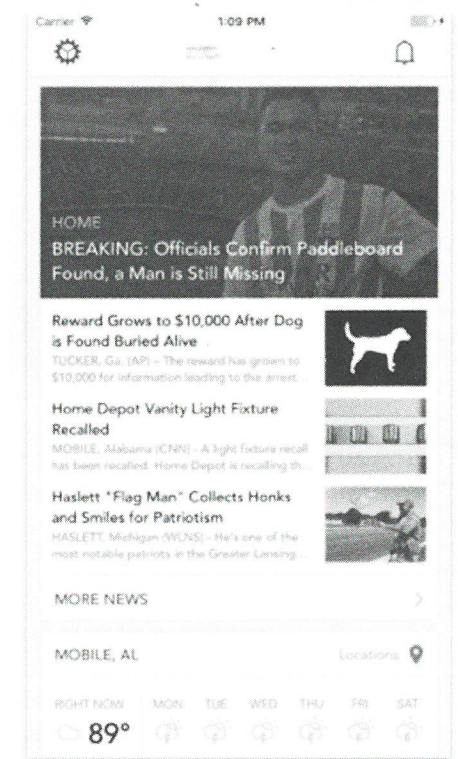 Carrier 1:09 PM
HOME
BREAKING: Officials Confirm Paddleboard
Found, a Man is Still Missing
Reward Grows to $10,000 After Dog
is Found Buried Alive
TUCKER, Ga. (AP) – The reward has grown to
$10,000 for information leading to the arrest...
Home Depot Vanity Light Fixture
Recalled
MOBILE, Alabama (CNN) - A light fixture recall
has been recalled. Home Depot is recalling th...
Haslett "Flag Man" Collects Honks
and Smiles for Patriotism
HASLETT, Michigan (WLNS) - He's one of the
most notable patriots in the Greater Lansing...
MORE NEWS
MOBILE, AL Locations
RIGHT NOW MON TUE WED THU FRI SAT
89°